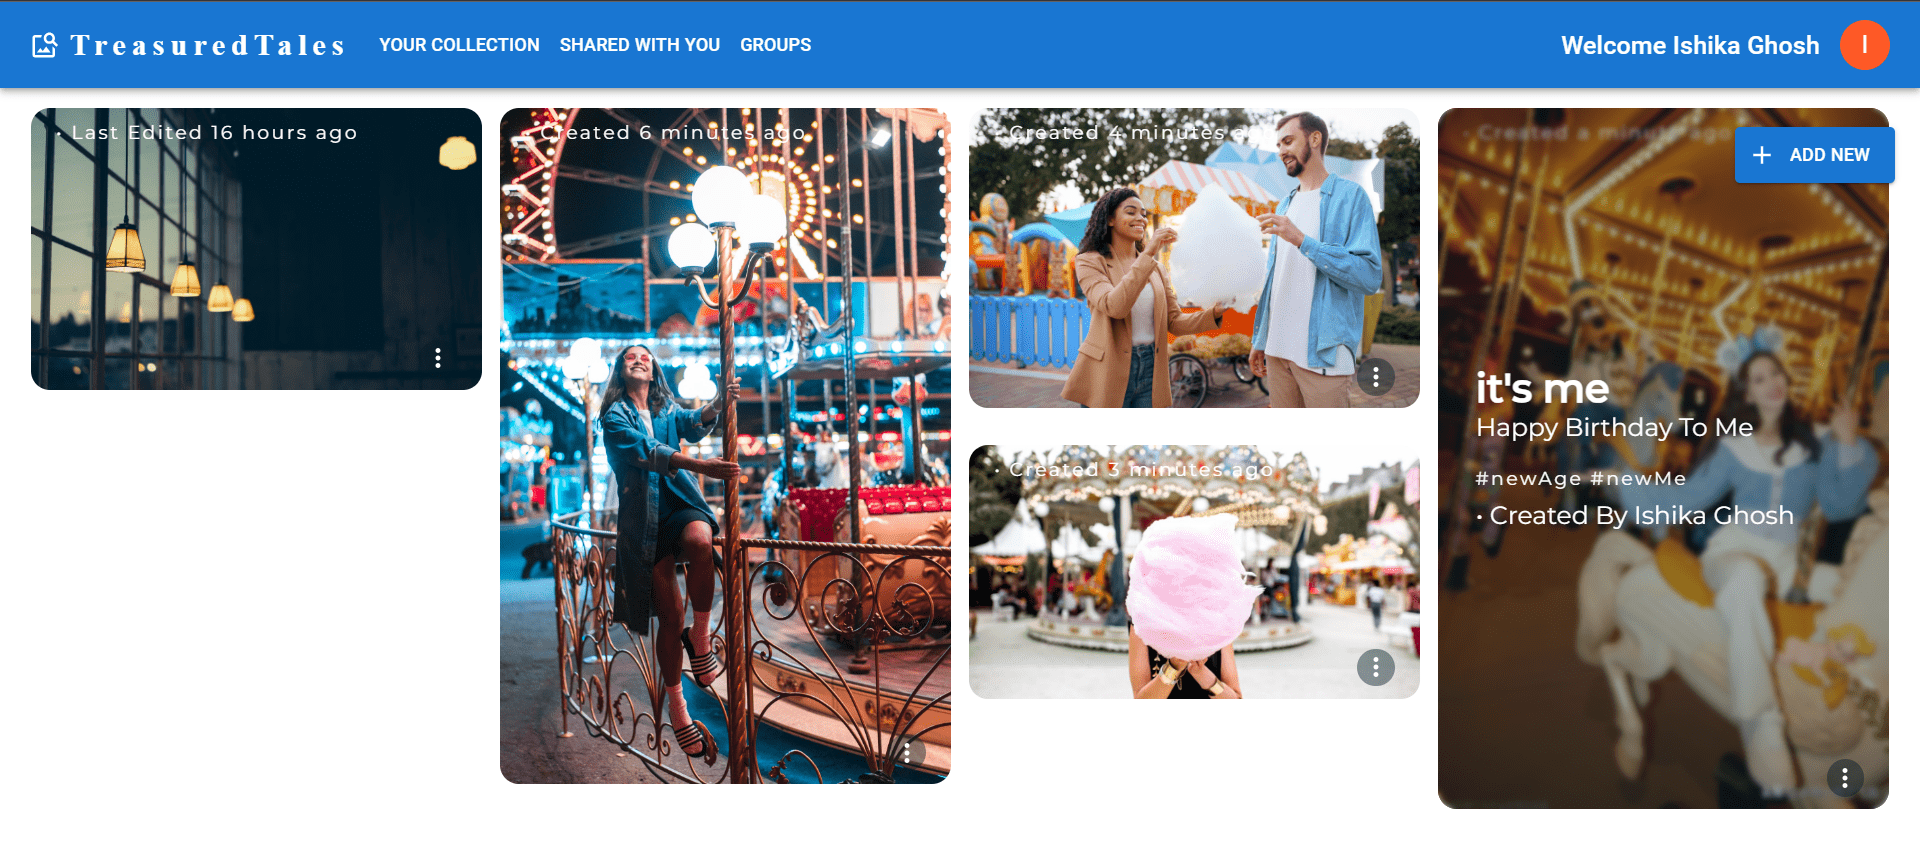 TreasuredTales YOUR COLLECTION SHARED WITH YOU GROUPS Welcome Ishika Ghosh I
• Last Edited 16 hours ago
• Created 6 minutes ago
• Created 4 minutes ago
• Created 3 minutes ago
• Created a minute ago
ADD NEW
it's me
Happy Birthday To Me
#newAge #newMe
• Created By Ishika Ghosh